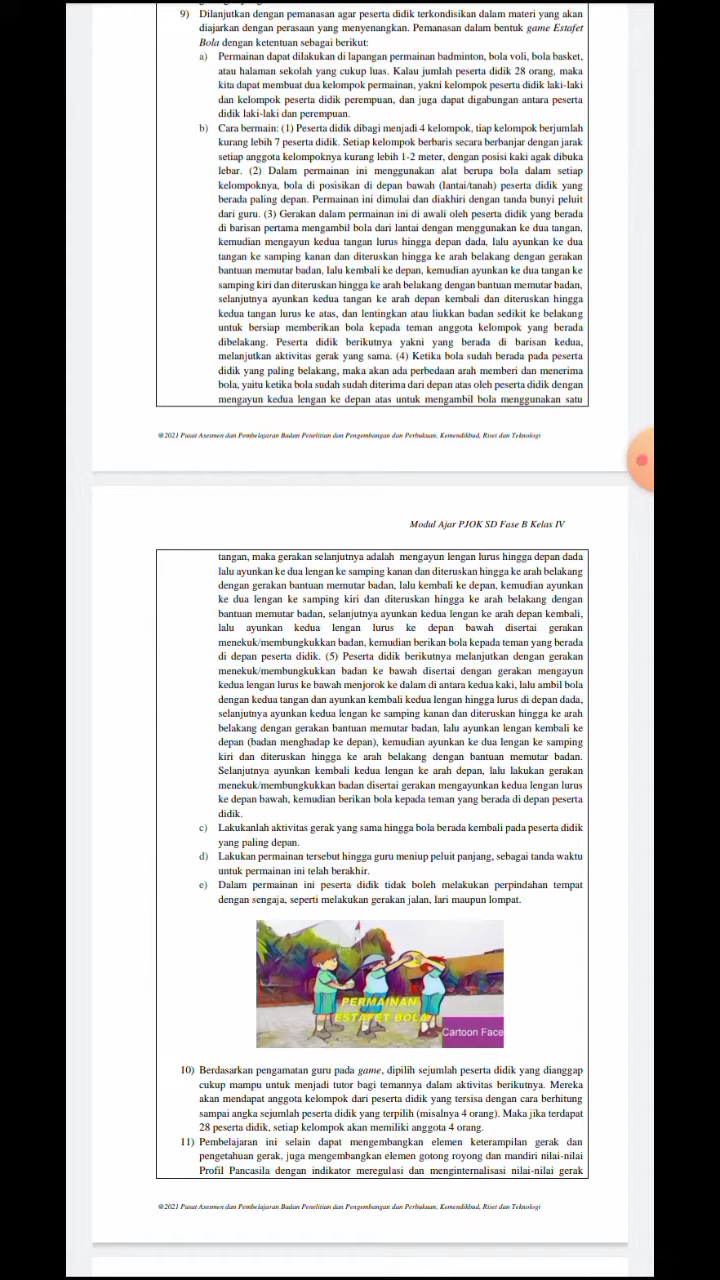 9) Dilanjutkan dengan pemanasan agar peserta didik terkondisikan dalam materi yang akan
diajarkan dengan perasaan yang menyenangkan. Pemanasan dalam bentuk game Estafet
Bola dengan ketentuan sebagai berikut:
a) Permainan dapat dilakukan di lapangan permainan badminton, bola voli, bola basket,
atau halaman sekolah yang cukup luas. Kalau jumlah peserta didik 28 orang, maka
kita dapat membuat dua kelompok permainan, yakni kelompok peserta didik laki-laki
dan kelompok peserta didik perempuan, dan juga dapat digabungan antara peserta
didik laki-laki dan perempuan.
b) Cara bermain: (1) Peserta didik dibagi menjadi 4 kelompok, tiap kelompok berjumlah
kurang lebih 7 peserta didik. Setiap kelompok berbaris secara berbanjar dengan jarak
setiap anggota kelompoknya kurang lebih 1-2 meter, dengan posisi kaki agak dibuka
lebar. (2) Dalam permainan ini menggunakan alat berupa bola dalam setiap
kelompoknya, bola di posisikan di depan bawah (lantai/tanah) peserta didik yang
berada paling depan. Permainan ini dimulai dan diakhiri dengan tanda bunyi peluit
dari guru. (3) Gerakan dalam permainan ini di awali oleh peserta didik yang berada
di barisan pertama mengambil bola dari lantai dengan menggunakan ke dua tangan,
kemudian mengayun kedua tangan lurus hingga depan dada, lalu ayunkan ke dua
tangan ke samping kanan dan diteruskan hingga ke arah belakang dengan gerakan
bantuan memutar badan, lalu kembali ke depan, kemudian ayunkan ke dua tangan ke
samping kiri dan diteruskan hingga ke arah belakang dengan bantuan memutar badan,
selanjutnya ayunkan kedua tangan ke arah depan kembali dan diteruskan hingga
kedua tangan lurus ke atas, dan lentingkan atau liukkan badan sedikit ke belakang
untuk bersiap memberikan bola kepada teman anggota kelompok yang berada
dibelakang. Peserta didik berikutnya yakni yang berada di barisan kedua,
melanjutkan aktivitas gerak yang sama. (4) Ketika bola sudah berada pada peserta
didik yang paling belakang, maka akan ada perbedaan arah memberi dan menerima
bola, yaitu ketika bola sudah sudah diterima dari depan atas oleh peserta didik dengan
mengayun kedua lengan ke depan atas untuk mengambil bola menggunakan satu
@2021 Pusat Asesmen dan Pembelajaran Badan Penelitian dan Pengembangan dan Perbukuan, Kemendikbud, Riset dan Teknologi
Modul Ajar PJOK SD Fase B Kelas IV
tangan, maka gerakan selanjutnya adalah mengayun lengan lurus hingga depan dada
lalu ayunkan ke dua lengan ke samping kanan dan diteruskan hingga ke arah belakang
dengan gerakan bantuan memutar badan, lalu kembali ke depan, kemudian ayunkan
ke dua lengan ke samping kiri dan diteruskan hingga ke arah belakang dengan
bantuan memutar badan, selanjutnya ayunkan kedua lengan ke arah depan kembali,
lalu ayunkan kedua lengan lurus ke depan bawah disertai gerakan
menekuk/membungkukkan badan, kemudian berikan bola kepada teman yang berada
di depan peserta didik. (5) Peserta didik berikutnya melanjutkan dengan gerakan
menekuk/membungkukkan badan ke bawah disertai dengan gerakan mengayun
kedua lengan lurus ke bawah menjorok ke dalam di antara kedua kaki, lalu ambil bola
dengan kedua tangan dan ayunkan kembali kedua lengan hingga lurus di depan dada,
selanjutnya ayunkan kedua lengan ke samping kanan dan diteruskan hingga ke arah
belakang dengan gerakan bantuan memutar badan, lalu ayunkan lengan kembali ke
depan (badan menghadap ke depan), kemudian ayunkan ke dua lengan ke samping
kiri dan diteruskan hingga ke arah belakang dengan bantuan memutar badan.
Selanjutnya ayunkan kembali kedua lengan ke arah depan, lalu lakukan gerakan
menekuk/membungkukkan badan disertai gerakan mengayunkan kedua lengan lurus
ke depan bawah, kemudian berikan bola kepada teman yang berada di depan peserta
didik.
c) Lakukanlah aktivitas gerak yang sama hingga bola berada kembali pada peserta didik
yang paling depan.
d) Lakukan permainan tersebut hingga guru meniup peluit panjang, sebagai tanda waktu
untuk permainan ini telah berakhir.
e) Dalam permainan ini peserta didik tidak boleh melakukan perpindahan tempat
dengan sengaja, seperti melakukan gerakan jalan, lari maupun lompat.
PERMAINAN
ESTAFET BOLA
Cartoon Face
10) Berdasarkan pengamatan guru pada game, dipilih sejumlah peserta didik yang dianggap
cukup mampu untuk menjadi tutor bagi temannya dalam aktivitas berikutnya. Mereka
akan mendapat anggota kelompok dari peserta didik yang tersisa dengan cara berhitung
sampai angka sejumlah peserta didik yang terpilih (misalnya 4 orang). Maka jika terdapat
28 peserta didik, setiap kelompok akan memiliki anggota 4 orang.
11) Pembelajaran ini selain dapat mengembangkan elemen keterampilan gerak dan
pengetahuan gerak, juga mengembangkan elemen gotong royong dan mandiri nilai-nilai
Profil Pancasila dengan indikator meregulasi dan menginternalisasi nilai-nilai gerak
@2021 Pusat Asesmen dan Pembelajaran Badan Penelitian dan Pengembangan dan Perbukuan, Kemendikbud, Riset dan Teknologi